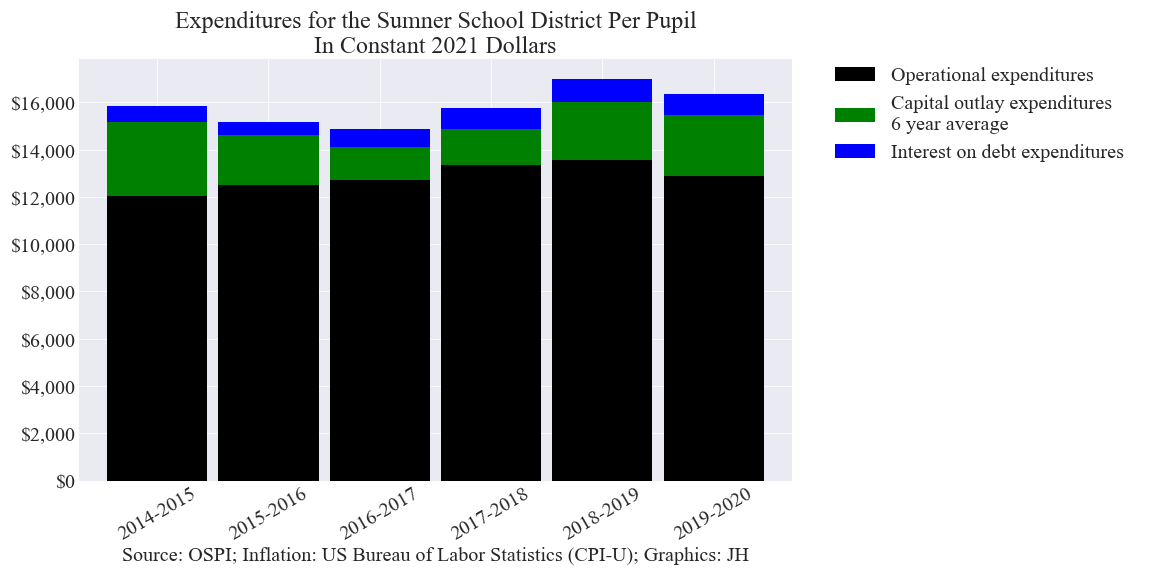 Expenditures for the Sumner School District Per Pupil
In Constant 2021 Dollars
Operational expenditures
Capital outlay expenditures
6 year average
Interest on debt expenditures
$16,000
$14,000
$12,000
$10,000
$8,000
$6,000
$4,000
$2,000
$0
2014-2015
2015-2016
2016-2017
2017-2018
2018-2019
2019-2020
Source: OSPI; Inflation: US Bureau of Labor Statistics (CPI-U); Graphics: JH